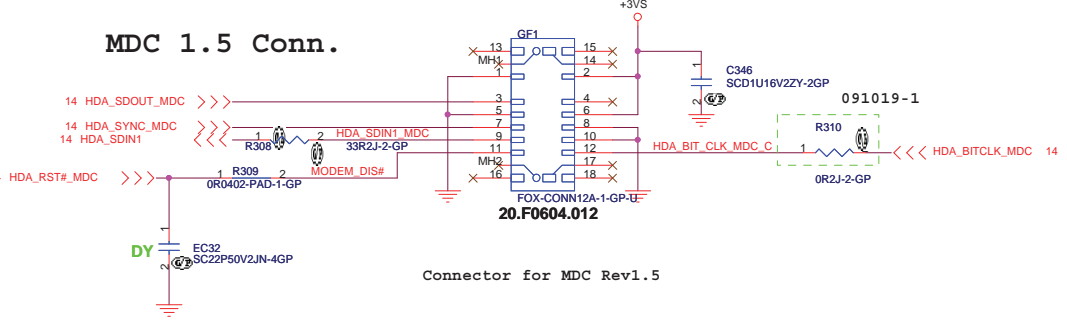 +3VS
MDC 1.5 Conn.
GF1
13
15
MH1
14
1
2
C346
SCD1U16V2ZY-2GP
1
2
G/P
14 HDA_SDOUT_MDC
3
4
5
6
091019-1
14 HDA_SYNC_MDC
7
8
R310
14 HDA_SDIN1
R308
1
2
33R2J-2-GP
HDA_SDIN1_MDC
9
10
11
12
HDA_BIT_CLK_MDC_C
1
HDA_BITCLK_MDC 14
0R2J-2-GP
MH2
17
16
18
HDA_RST#_MDC
R309
1
2
0R0402-PAD-1-GP
MODEM_DIS#
FOX-CONN12A-1-GP-U
20.F0604.012
1
DY
EC32
SC22P50V2JN-4GP
2
G/P
Connector for MDC Rev1.5